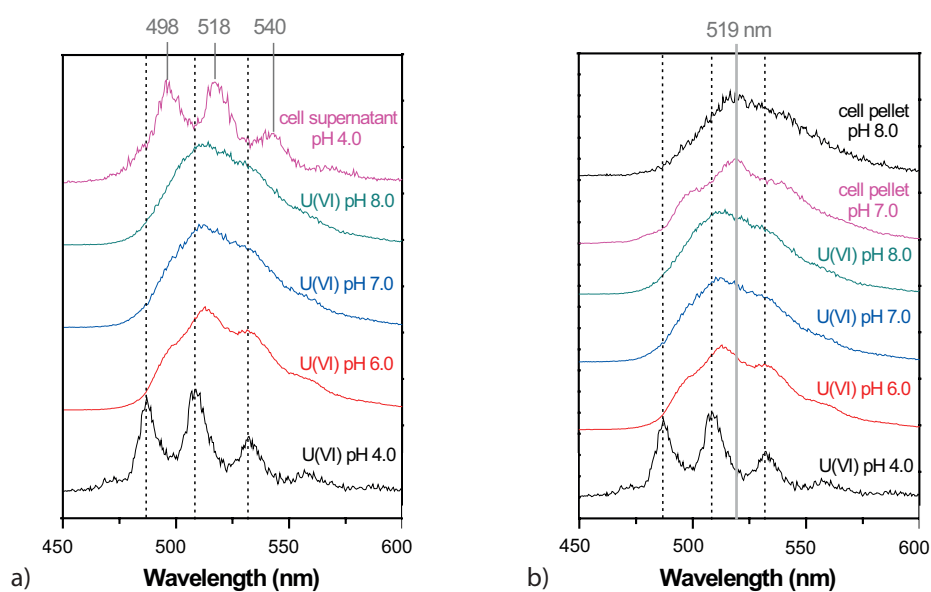 498 518 540
cell supernatant
pH 4.0
U(VI) pH 8.0
U(VI) pH 7.0
U(VI) pH 6.0
U(VI) pH 4.0
450 500 550 600
Wavelength (nm)
a)
519 nm
cell pellet
pH 8.0
cell pellet
pH 7.0
U(VI) pH 8.0
U(VI) pH 7.0
U(VI) pH 6.0
U(VI) pH 4.0
450 500 550 600
Wavelength (nm)
b)